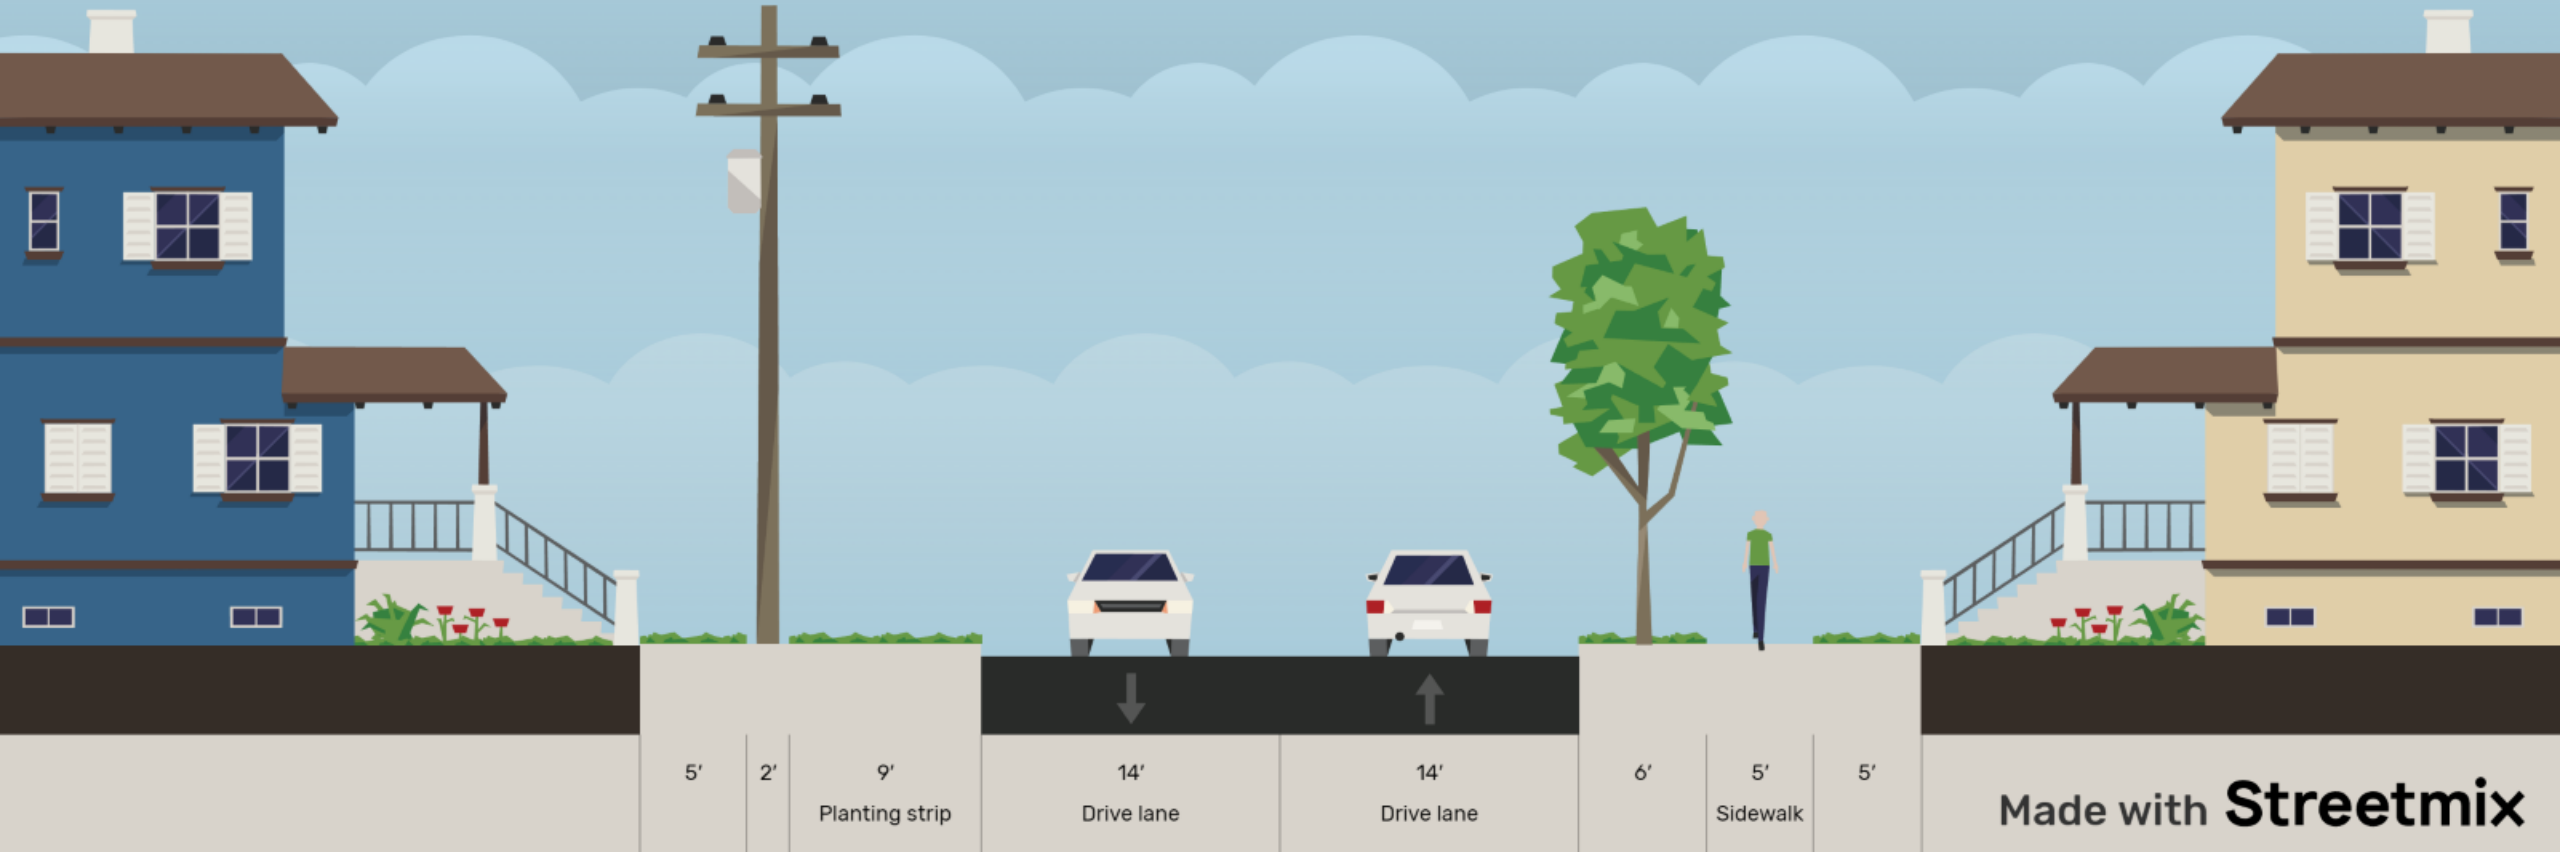 5′ 2′ 9′ 14′ 14′ 6′ 5′ 5′
Planting strip Drive lane Drive lane Sidewalk
Made with Streetmix